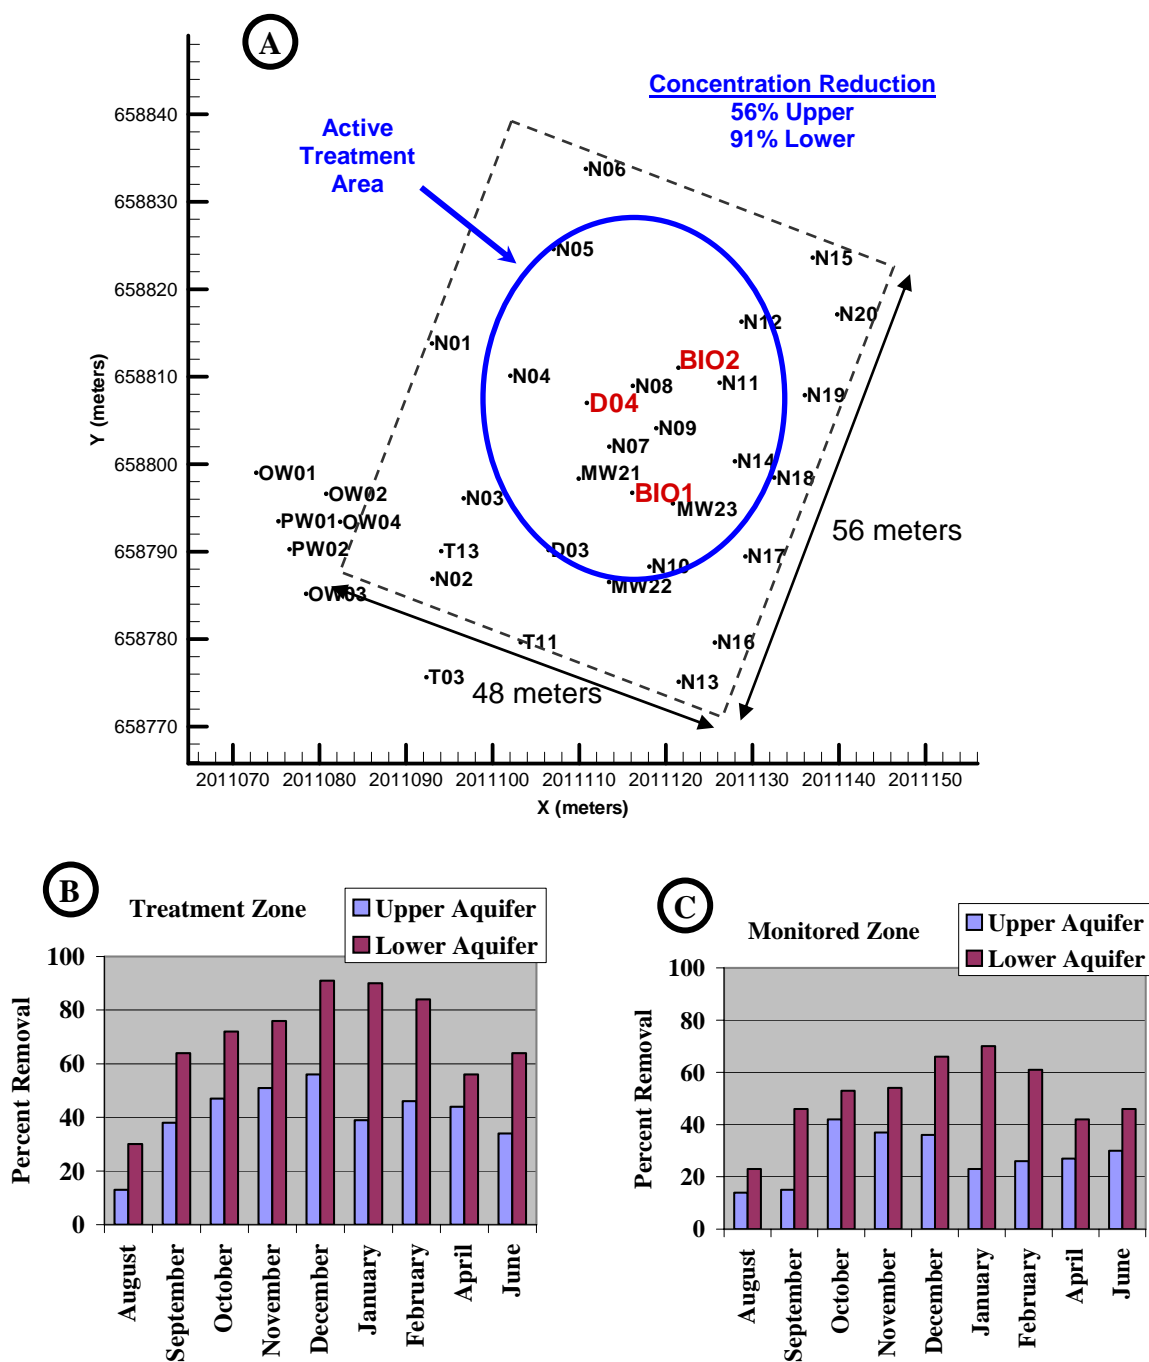 A
Concentration Reduction
56% Upper
91% Lower
Active
Treatment
Area
658840
658830
658820
658810
658800
658790
658780
658770
Y (meters)
N06
N05
N15
N20
N12
N01
BIO2
N04
N08
N11
D04
N19
N09
N07
N14
MW21
OW01
N18
BIO1
OW02
N03
MW23
PW01
OW04
56 meters
PW02
T13
D03
N17
N10
N02
MW22
OW03
T11
N16
T03
N13
48 meters
2011070 2011080 2011090 2011100 2011110 2011120 2011130 2011140 2011150
X (meters)
B
Treatment Zone
Upper Aquifer
Lower Aquifer
Percent Removal
100
80
60
40
20
0
August
September
October
November
December
January
February
April
June
C
Monitored Zone
Upper Aquifer
Lower Aquifer
Percent Removal
100
80
60
40
20
0
August
September
October
November
December
January
February
April
June